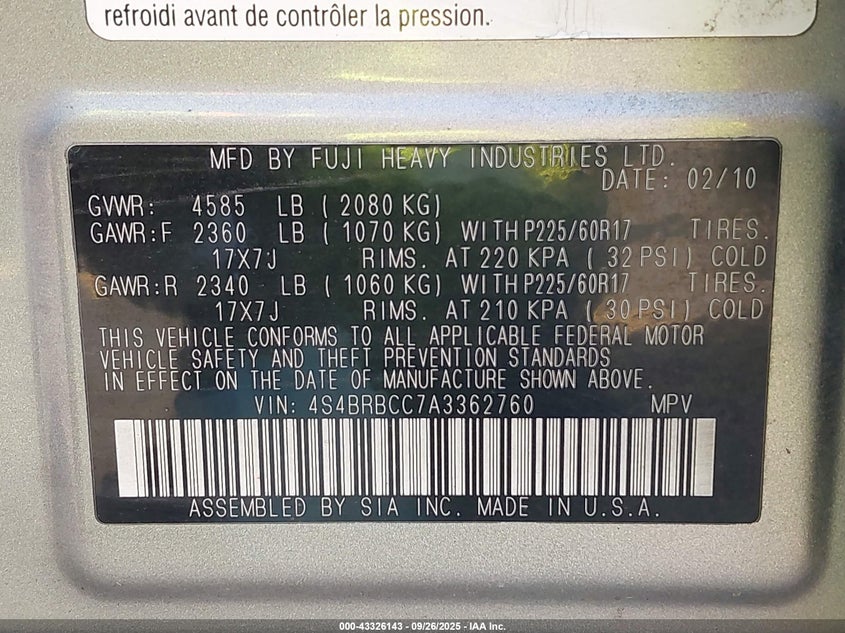 refroidi avant de contrôler la pression.
MFD BY FUJI HEAVY INDUSTRIES LTD.
DATE: 02/10
GVWR: 4585 LB ( 2080 KG)
GAWR:F 2360 LB ( 1070 KG) WITH P225/60R17 TIRES.
17X7J RIMS. AT 220 KPA ( 32 PSI) COLD
GAWR:R 2340 LB ( 1060 KG) WITH P225/60R17 TIRES.
17X7J RIMS. AT 210 KPA ( 30 PSI) COLD
THIS VEHICLE CONFORMS TO ALL APPLICABLE FEDERAL MOTOR
VEHICLE SAFETY AND THEFT PREVENTION STANDARDS
IN EFFECT ON THE DATE OF MANUFACTURE SHOWN ABOVE.
VIN: 4S4BRBCC7A3362760 MPV
ASSEMBLED BY SIA INC. MADE IN U.S.A.
000-43326143 - 09/26/2025 - IAA Inc.